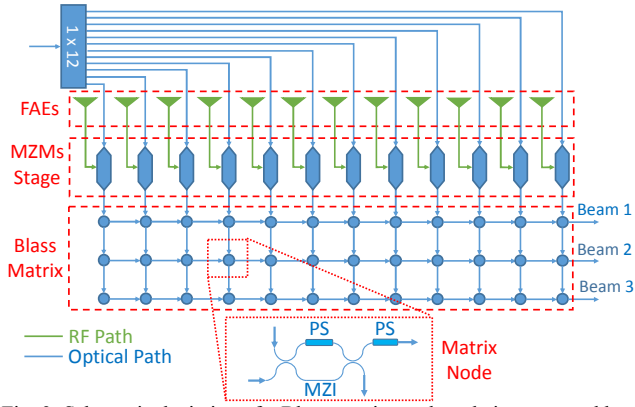 1 x 12
FAEs
MZMs
Stage
Beam 1
Blass
Matrix
Beam 2
Beam 3
RF Path
Optical Path
PS
PS
MZI
Matrix
Node